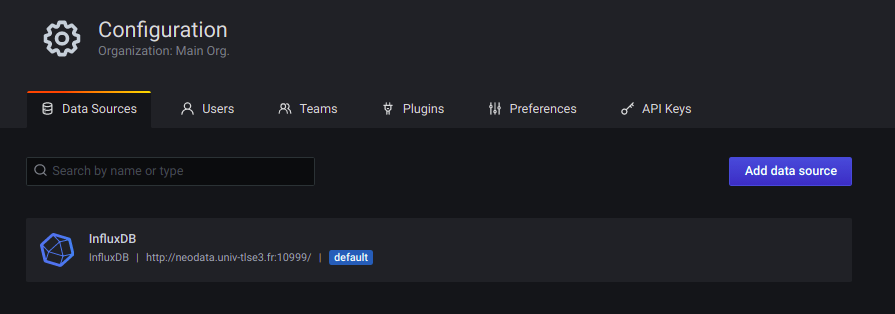 Configuration
Organization: Main Org.
Data Sources Users Teams Plugins Preferences API Keys
Search by name or type Add data source
InfluxDB
InfluxDB | http://neodata.univ-tlse3.fr:10999/ | default